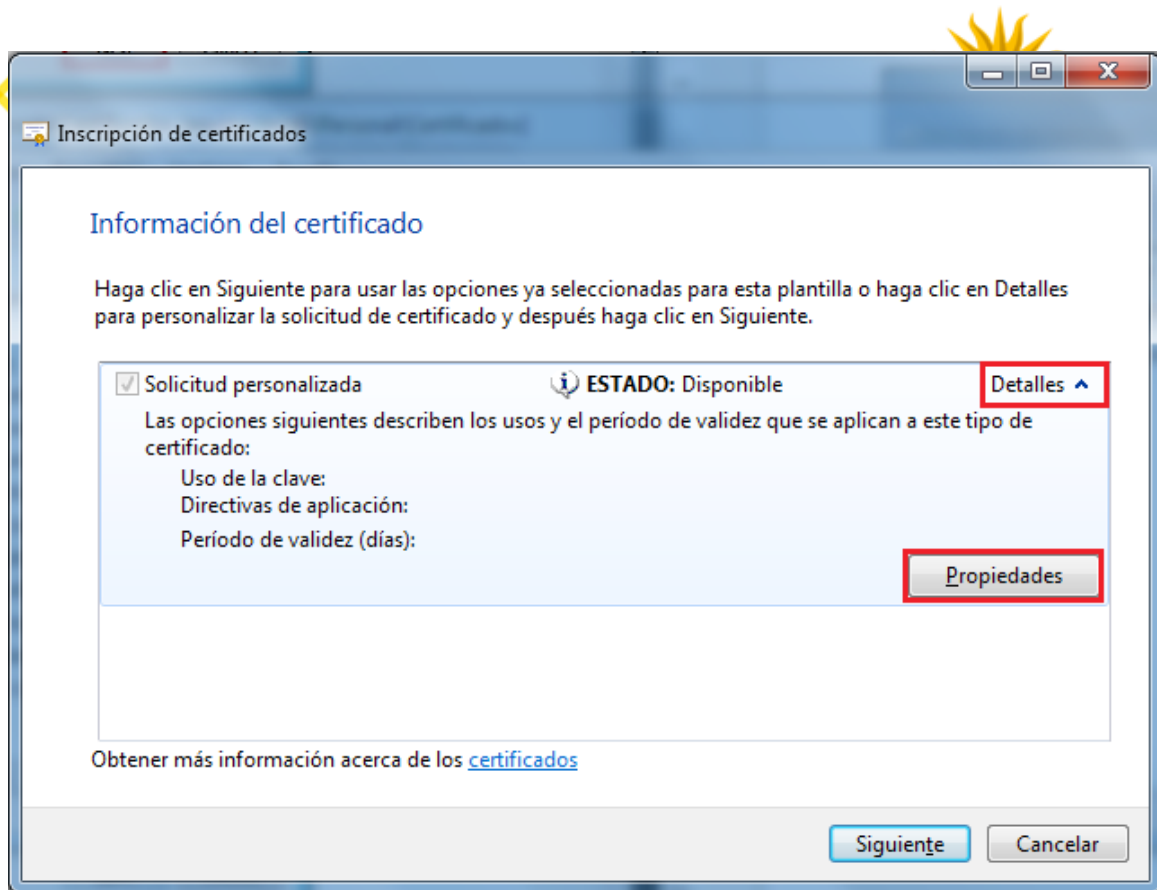 Inscripción de certificados
Información del certificado
Haga clic en Siguiente para usar las opciones ya seleccionadas para esta plantilla o haga clic en Detalles
para personalizar la solicitud de certificado y después haga clic en Siguiente.
Solicitud personalizada ESTADO: Disponible Detalles
Las opciones siguientes describen los usos y el período de validez que se aplican a este tipo de
certificado:
Uso de la clave:
Directivas de aplicación:
Período de validez (días):
Propiedades
Obtener más información acerca de los certificados
Siguiente Cancelar